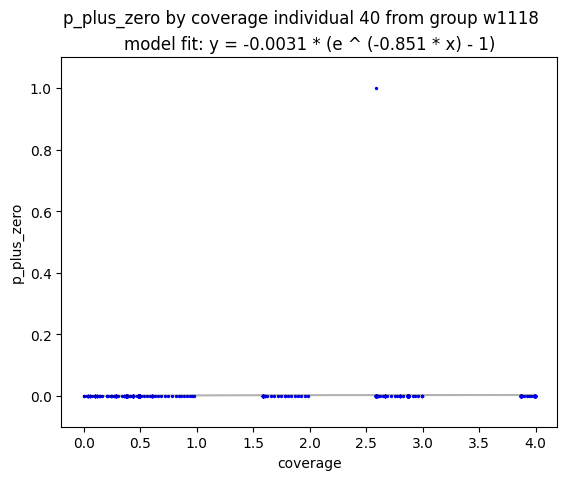 p_plus_zero by coverage individual 40 from group w1118
model fit: y = -0.0031 * (e ^ (-0.851 * x) - 1)
1.0
0.8
0.6
0.4
0.2
0.0
p_plus_zero
0.0 0.5 1.0 1.5 2.0 2.5 3.0 3.5 4.0
coverage